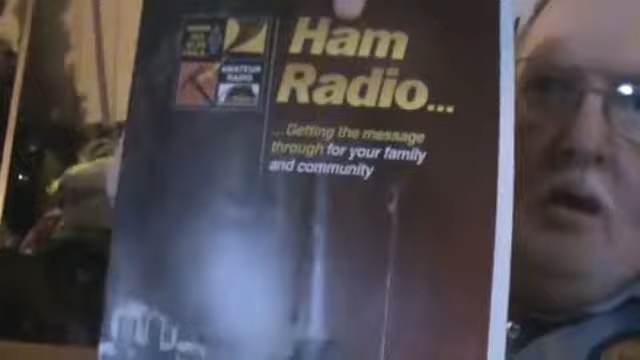 Ham
Radio...
AMATEUR
RADIO
...Getting the message
through for your family
and community